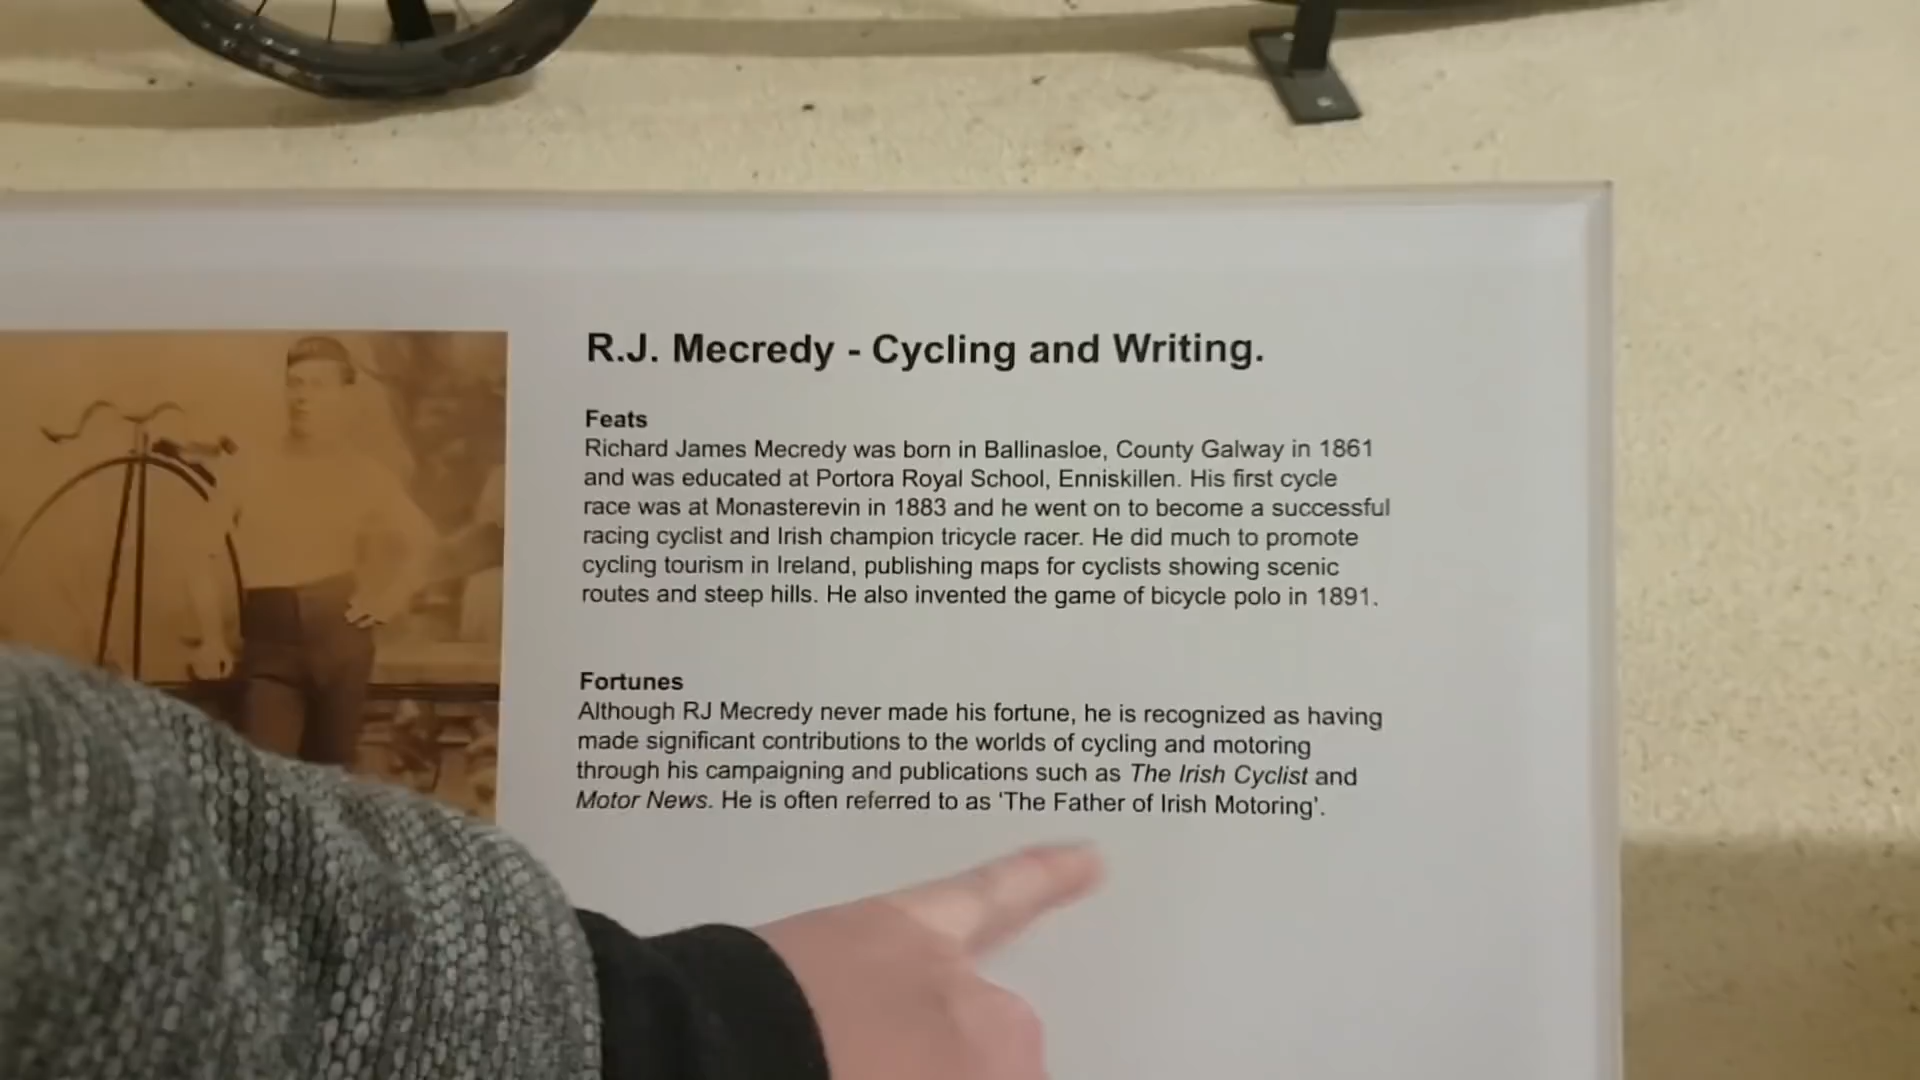 R.J. Mecredy - Cycling and Writing.
Feats
Richard James Mecredy was born in Ballinasloe, County Galway in 1861
and was educated at Portora Royal School, Enniskillen. His first cycle
race was at Monasterevin in 1883 and he went on to become a successful
racing cyclist and Irish champion tricycle racer. He did much to promote
cycling tourism in Ireland, publishing maps for cyclists showing scenic
routes and steep hills. He also invented the game of bicycle polo in 1891.
Fortunes
Although RJ Mecredy never made his fortune, he is recognized as having
made significant contributions to the worlds of cycling and motoring
through his campaigning and publications such as The Irish Cyclist and
Motor News. He is often referred to as ‘The Father of Irish Motoring’.